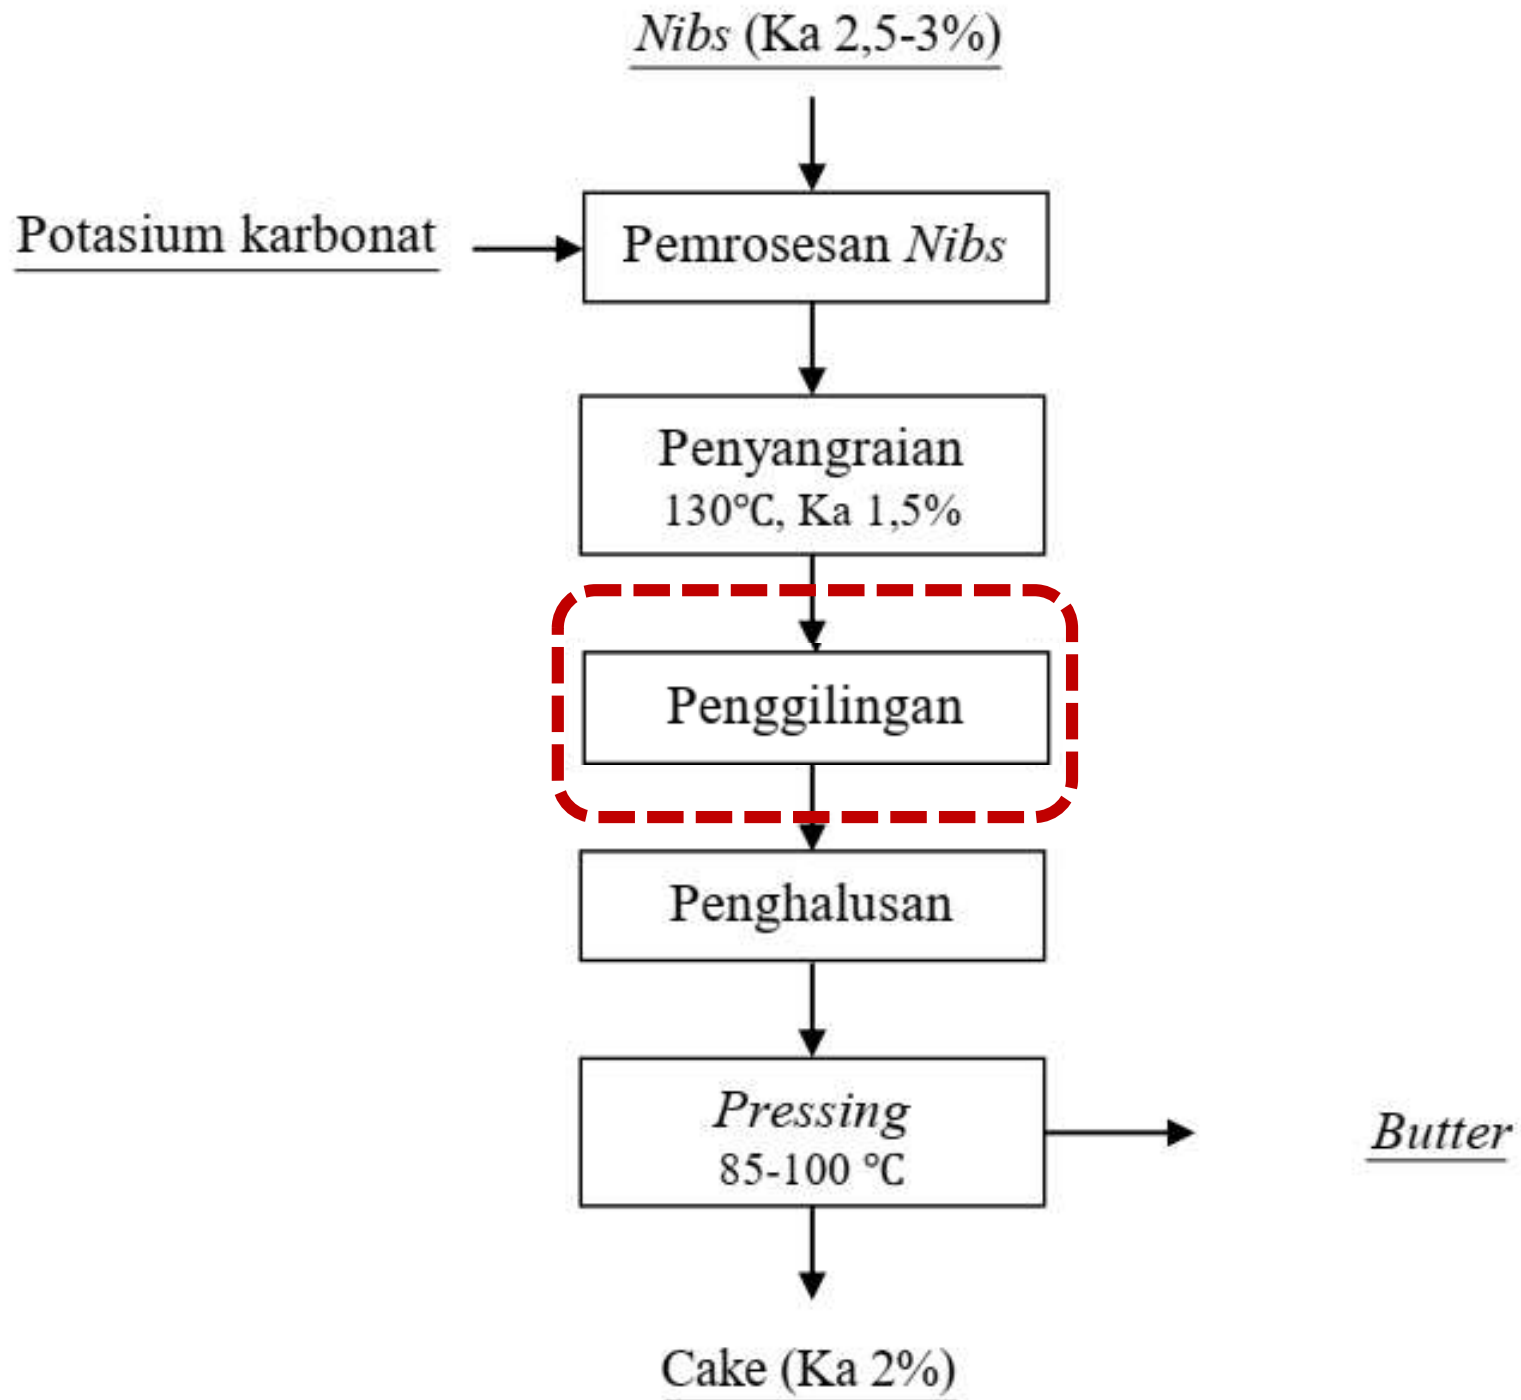 Nibs (Ka 2,5-3%)
Potasium karbonat
Pemrosesan Nibs
Penyangraian
130℃, Ka 1,5%
Penggilingan
Penghalusan
Pressing
85-100 ℃
Butter
Cake (Ka 2%)